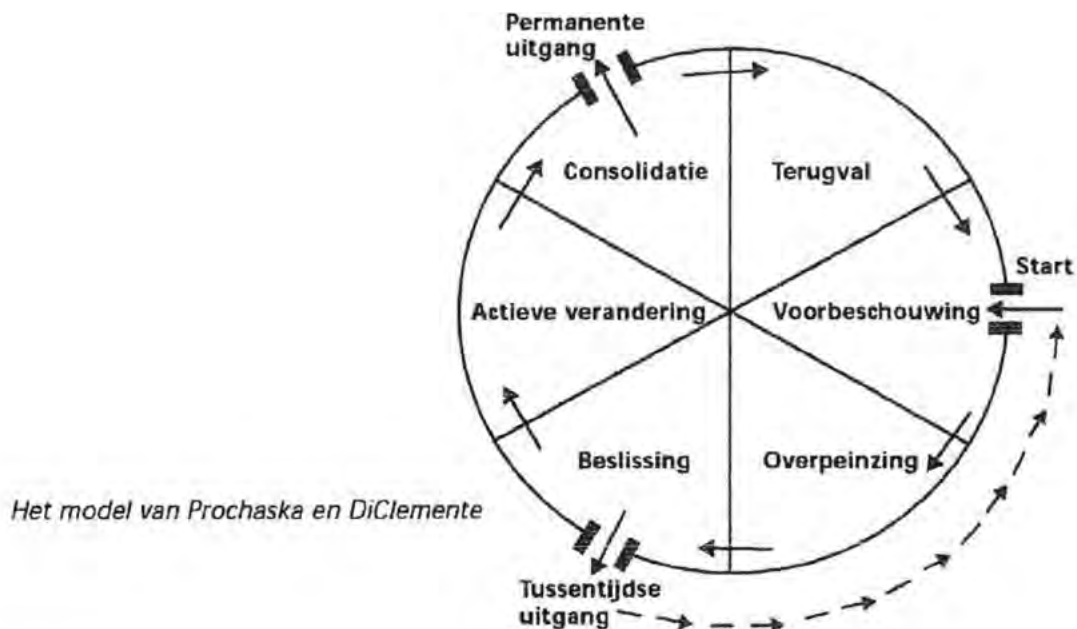 Permanente
uitgang
Consolidatie
Terugval
Start
Actieve verandering
Voorbeschouwing
Beslissing
Overpeinzing
Het model van Prochaska en DiClemente
Tussentijdse
uitgang